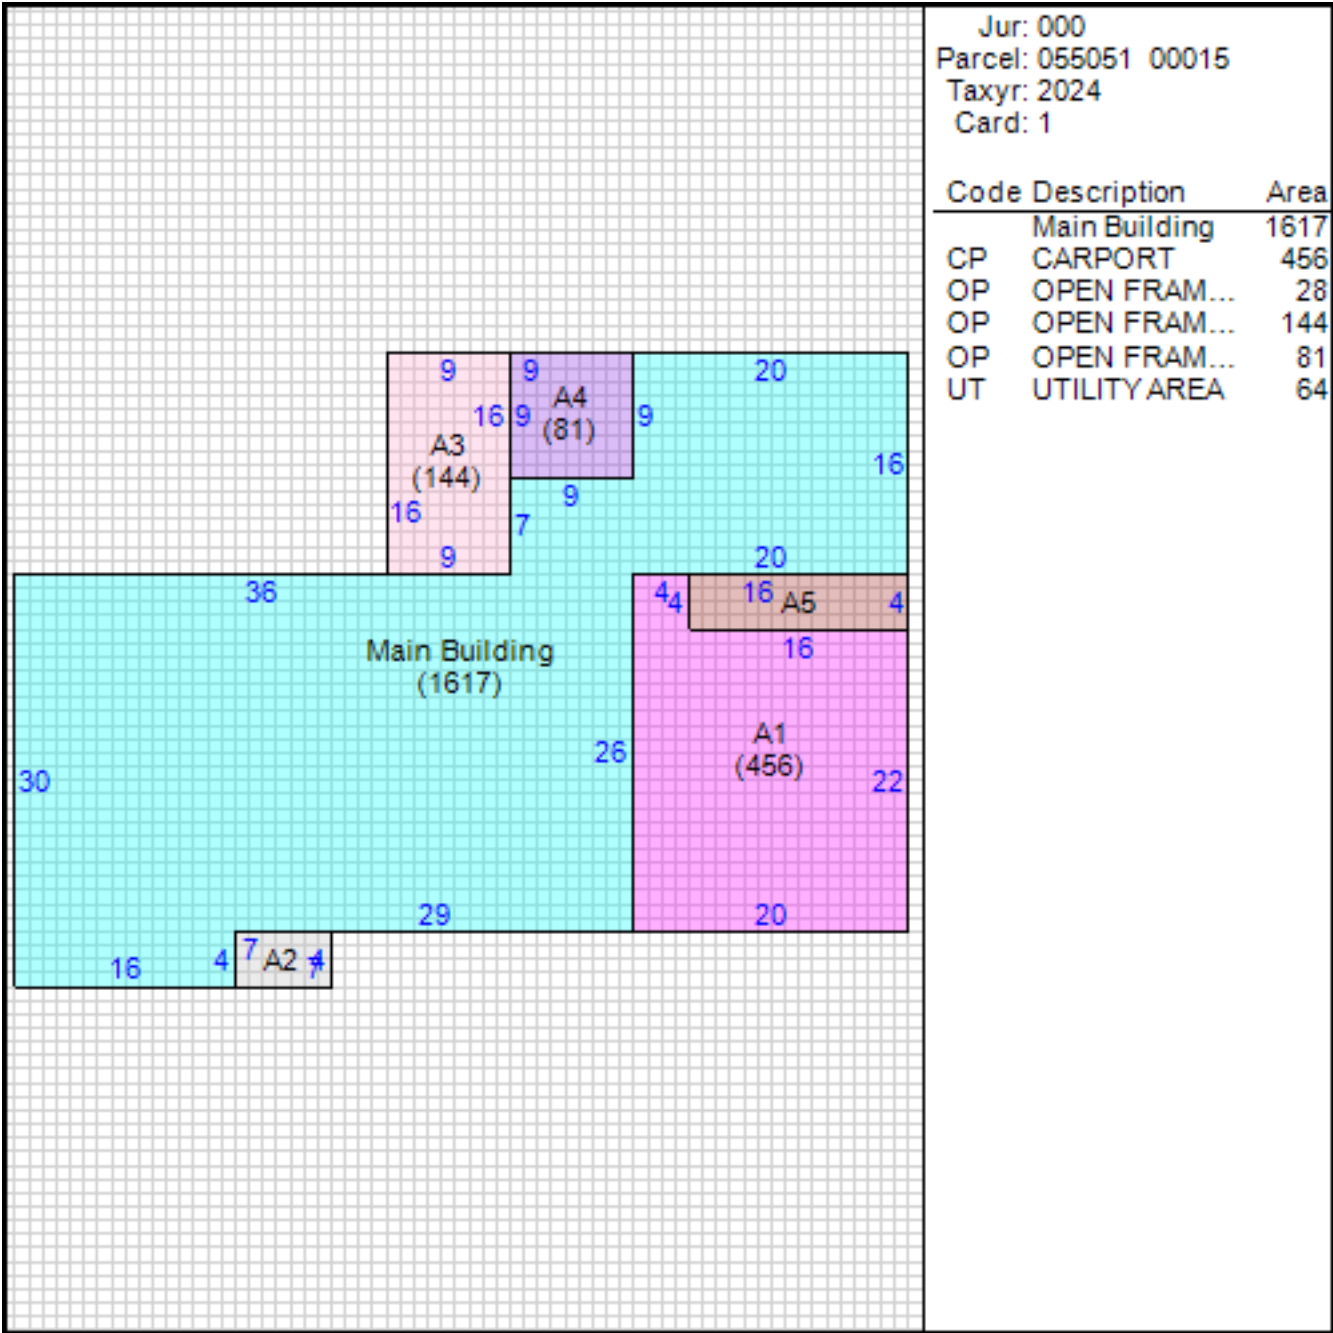 Jur: 000
Parcel: 055051 00015
Taxyr: 2024
Card: 1
Code Description Area
Main Building 1617
CP CARPORT 456
OP OPEN FRAM... 28
OP OPEN FRAM... 144
OP OPEN FRAM... 81
UT UTILITY AREA 64
9 9 20
16 9 A4 9
(81)
A3
(144)
16
16
9
7
9 20
36
4 4 16 A5 4
16
Main Building
(1617)
A1
(456)
26
30
22
29 20
16 4 7 A2 4
7